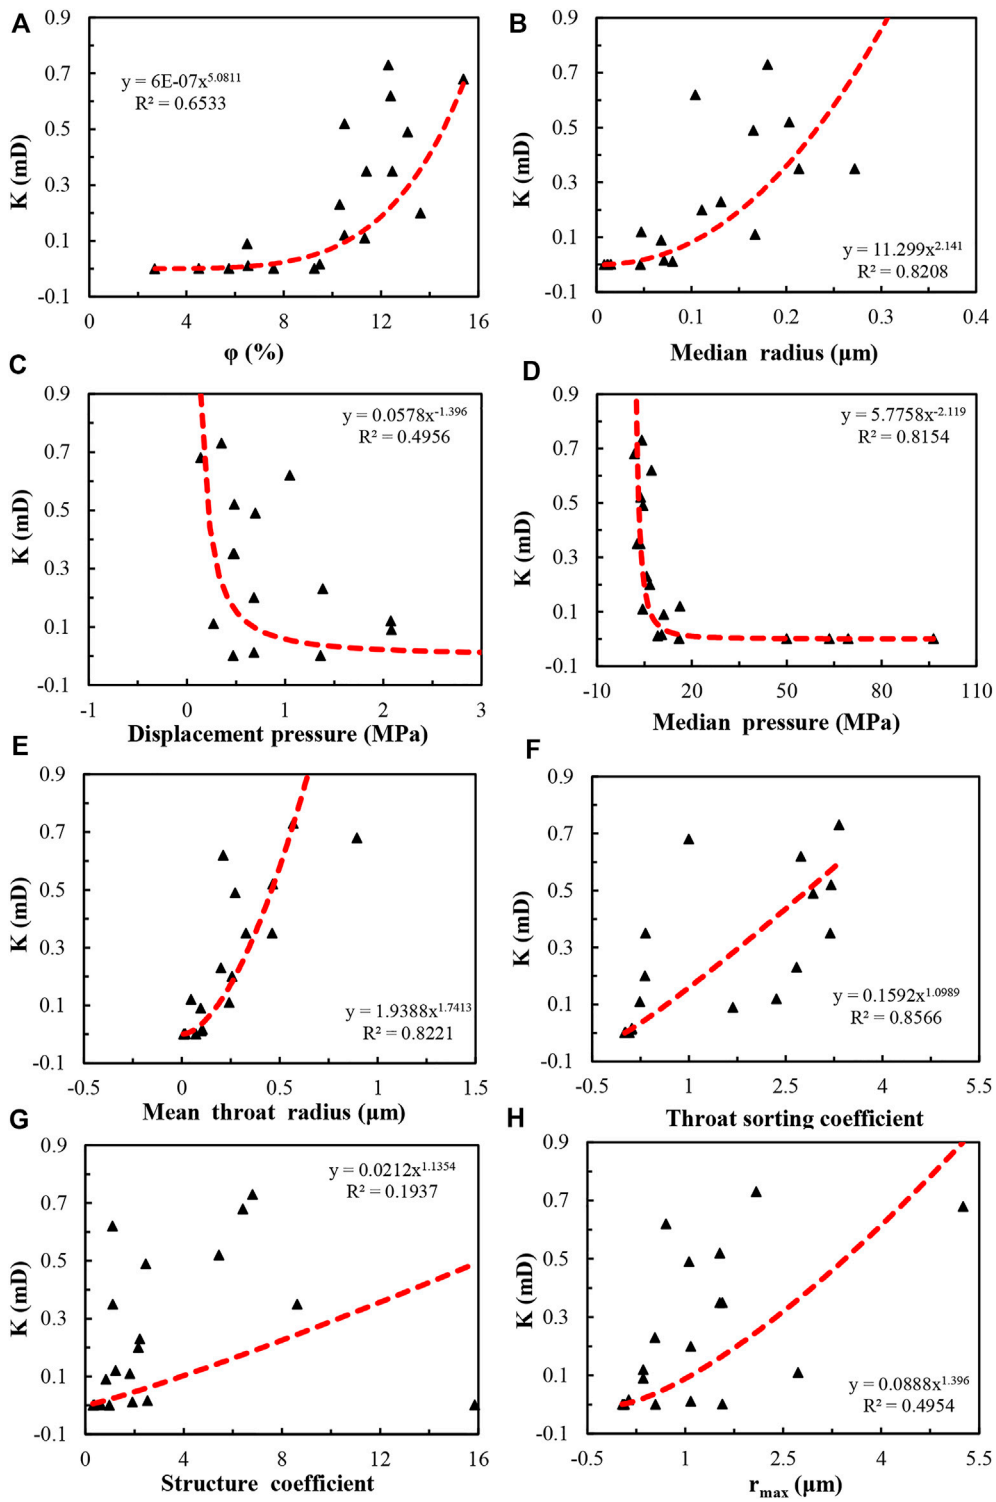 A
0.9
0.7
0.5
0.3
0.1
-0.1
K (mD)
y = 6E-07x^5.0811
R² = 0.6533
0 4 8 12 16
φ (%)
B
0.9
0.7
0.5
0.3
0.1
-0.1
K (mD)
y = 11.299x^2.141
R² = 0.8208
0 0.1 0.2 0.3 0.4
Median radius (μm)
C
0.9
0.7
0.5
0.3
0.1
-0.1
K (mD)
y = 0.0578x^-1.396
R² = 0.4956
-1 0 1 2 3
Displacement pressure (MPa)
D
0.9
0.7
0.5
0.3
0.1
-0.1
K (mD)
y = 5.7758x^-2.119
R² = 0.8154
-10 20 50 80 110
Median pressure (MPa)
E
0.9
0.7
0.5
0.3
0.1
-0.1
K (mD)
y = 1.9388x^1.7413
R² = 0.8221
-0.5 0 0.5 1 1.5
Mean throat radius (μm)
F
0.9
0.7
0.5
0.3
0.1
-0.1
K (mD)
y = 0.1592x^1.0989
R² = 0.8566
-0.5 1 2.5 4 5.5
Throat sorting coefficient
G
0.9
0.7
0.5
0.3
0.1
-0.1
K (mD)
y = 0.0212x^1.1354
R² = 0.1937
0 4 8 12 16
Structure coefficient
H
0.9
0.7
0.5
0.3
0.1
-0.1
K (mD)
y = 0.0888x^1.396
R² = 0.4954
-0.5 1 2.5 4 5.5
r_max (μm)